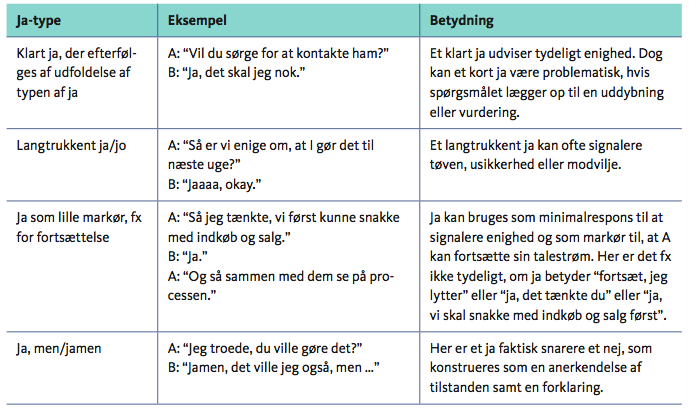 Ja-type
Eksempel
Betydning
Klart ja, der efterføl-
ges af udfoldelse af
typen af ja
A: “Vil du sørge for at kontakte ham?”
B: “Ja, det skal jeg nok.”
Et klart ja udviser tydeligt enighed. Dog
kan et kort ja være problematisk, hvis
spørgsmålet lægger op til en uddybning
eller vurdering.
Langtrukkent ja/jo
A: “Så er vi enige om, at I gør det til
næste uge?”
B: “Jaaaa, okay.”
Et langtrukkent ja kan ofte signalere
tøven, usikkerhed eller modvilje.
Ja som lille markør, fx
for fortsættelse
A: “Så jeg tænkte, vi først kunne snakke
med indkøb og salg.”
B: “Ja.”
A: “Og så sammen med dem se på pro-
cessen.”
Ja kan bruges som minimalrespons til at
signalere enighed og som markør til, at A
kan fortsætte sin talestrøm. Her er det fx
ikke tydeligt, om ja betyder “fortsæt, jeg
lytter” eller “ja, det tænkte du” eller “ja,
vi skal snakke med indkøb og salg først”.
Ja, men/jamen
A: “Jeg troede, du ville gøre det?”
B: “Jamen, det ville jeg også, men ...”
Her er et ja faktisk snarere et nej, som
konstrueres som en anerkendelse af
tilstanden samt en forklaring.